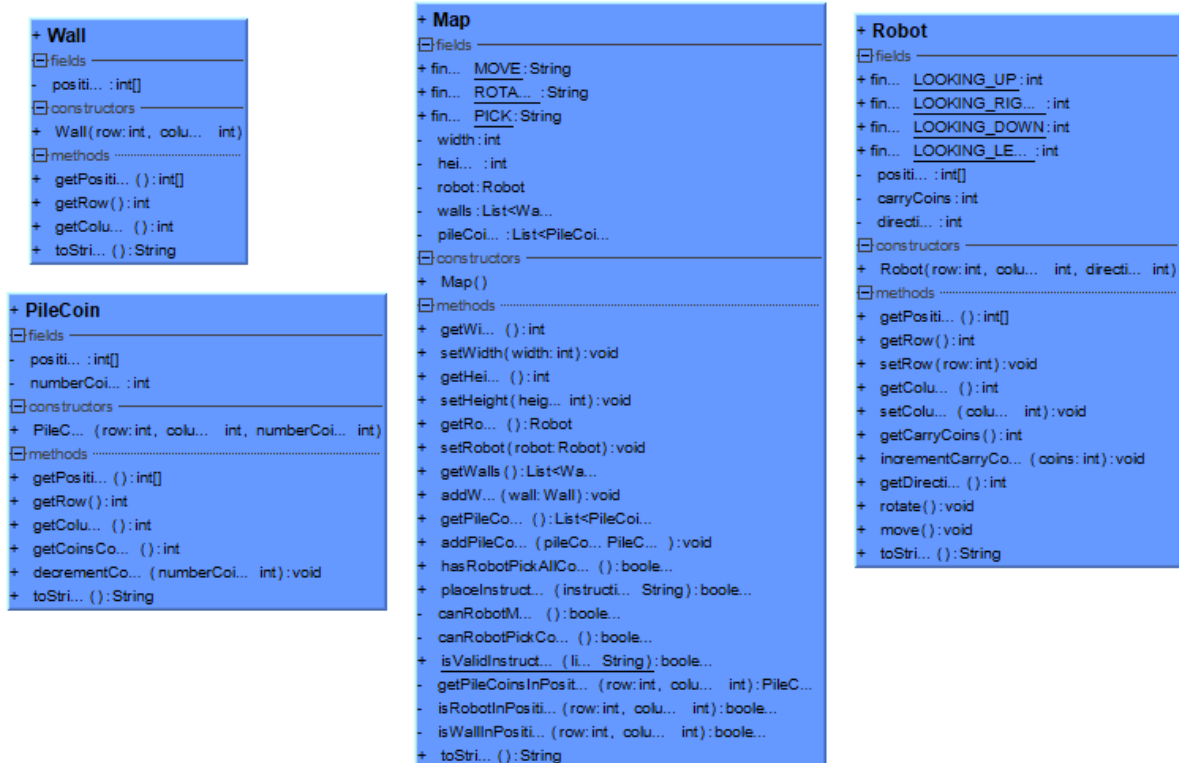 + Wall
fields
- positi... : int[]
constructors
+ Wall(row: int, colu... int)
methods
+ getPositi... (): int[]
+ getRow(): int
+ getColu... (): int
+ toStri... (): String
+ PileCoin
fields
- positi... : int[]
- numberCoi... : int
constructors
+ PileC... (row: int, colu... int, numberCoi... int)
methods
+ getPositi... (): int[]
+ getRow(): int
+ getColu... (): int
+ getCoinsCo... (): int
+ decrementCo... (numberCoi... int): void
+ toStri... (): String
+ Map
fields
+ fin... MOVE: String
+ fin... ROTA... : String
+ fin... PICK: String
- width: int
- hei... : int
- robot: Robot
- walls: List<Wa...
- pileCoi... : List<PileCoi...
constructors
+ Map()
methods
+ getWi... (): int
+ setWidth(width: int): void
+ getHei... (): int
+ setHeight(heig... int): void
+ getRo... (): Robot
+ setRobot(robot: Robot): void
+ getWalls(): List<Wa...
+ addW... (wall: Wall): void
+ getPileCo... (): List<PileCoi...
+ addPileCo... (pileCo... PileC... ): void
+ hasRobotPickAllCo... (): boole...
+ placeInstruct... (instructi... String): boole...
- canRobotM... (): boole...
- canRobotPickCo... (): boole...
+ isValidInstruct... (li... String): boole...
- getPileCoinsInPosit... (row: int, colu... int): PileC...
- isRobotInPositi... (row: int, colu... int): boole...
- isWallInPositi... (row: int, colu... int): boole...
+ toStri... (): String
+ Robot
fields
+ fin... LOOKING_UP: int
+ fin... LOOKING_RIG... : int
+ fin... LOOKING_DOWN: int
+ fin... LOOKING_LE... : int
- positi... : int[]
- carryCoins: int
- directi... : int
constructors
+ Robot(row: int, colu... int, directi... int)
methods
+ getPositi... (): int[]
+ getRow(): int
+ setRow(row: int): void
+ getColu... (): int
+ setColu... (colu... int): void
+ getCarryCoins(): int
+ incrementCarryCo... (coins: int): void
+ getDirecti... (): int
+ rotate(): void
+ move(): void
+ toStri... (): String